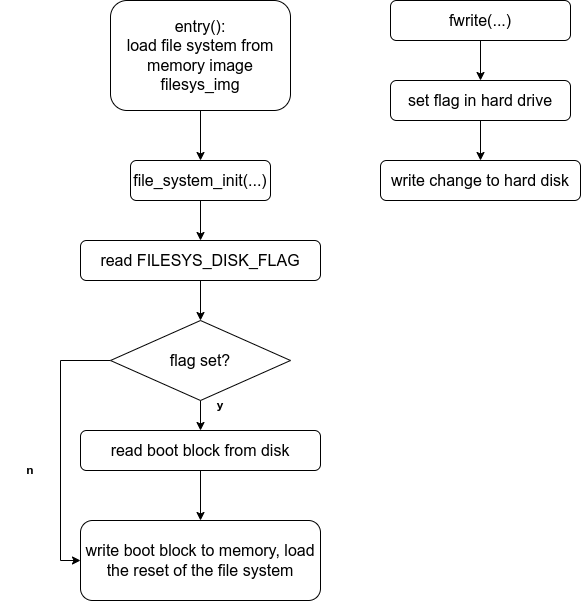 entry():
load file system from
memory image
filesys_img
file_system_init(...)
read FILESYS_DISK_FLAG
flag set?
y
read boot block from disk
n
write boot block to memory, load
the reset of the file system
fwrite(...)
set flag in hard drive
write change to hard disk